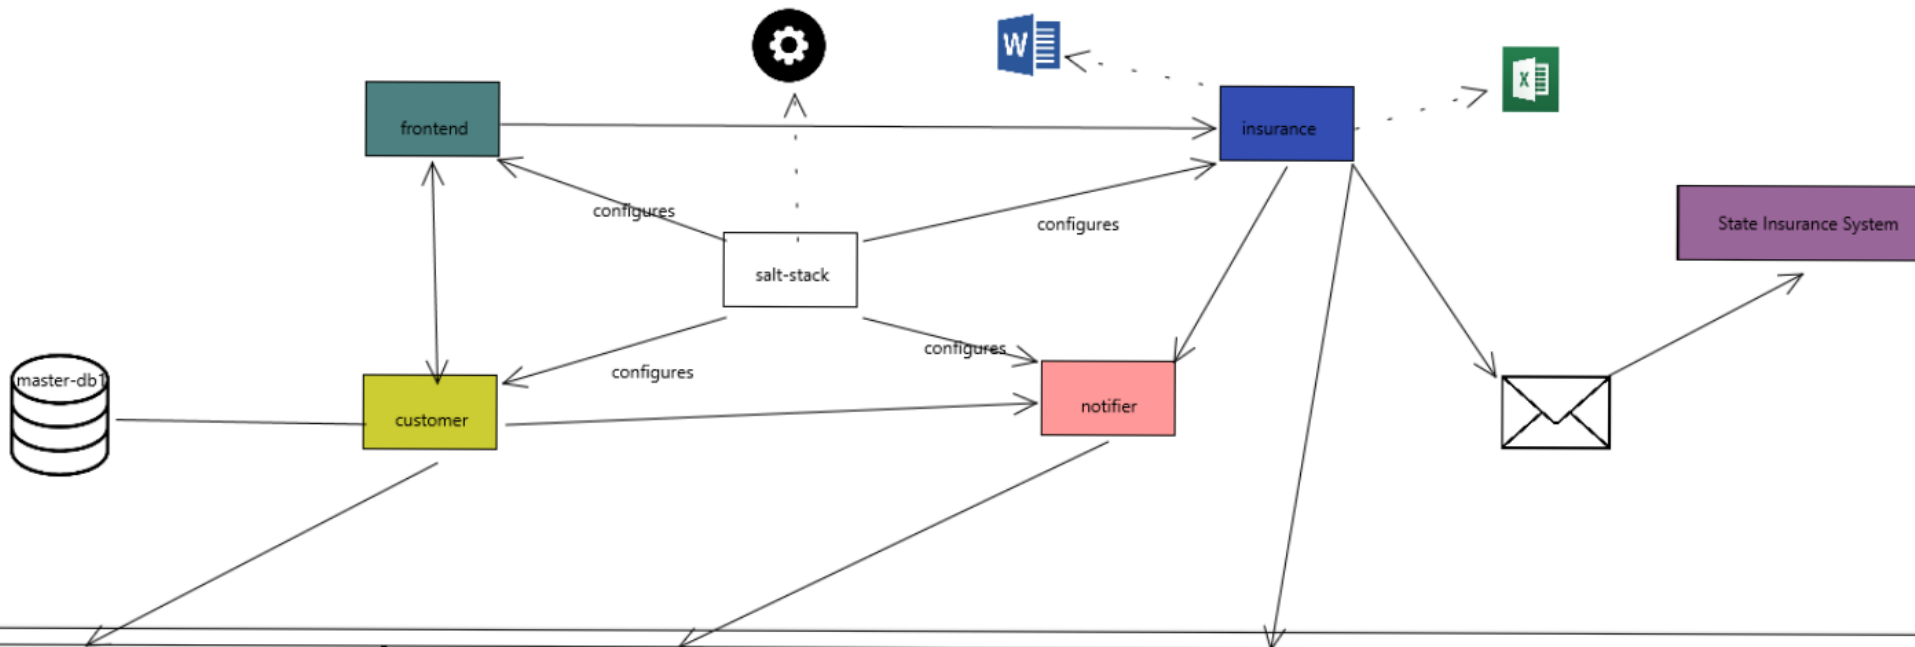 W
X
frontend
insurance
configures
configures
State Insurance System
salt-stack
configures
configures
master-db1
customer
notifier